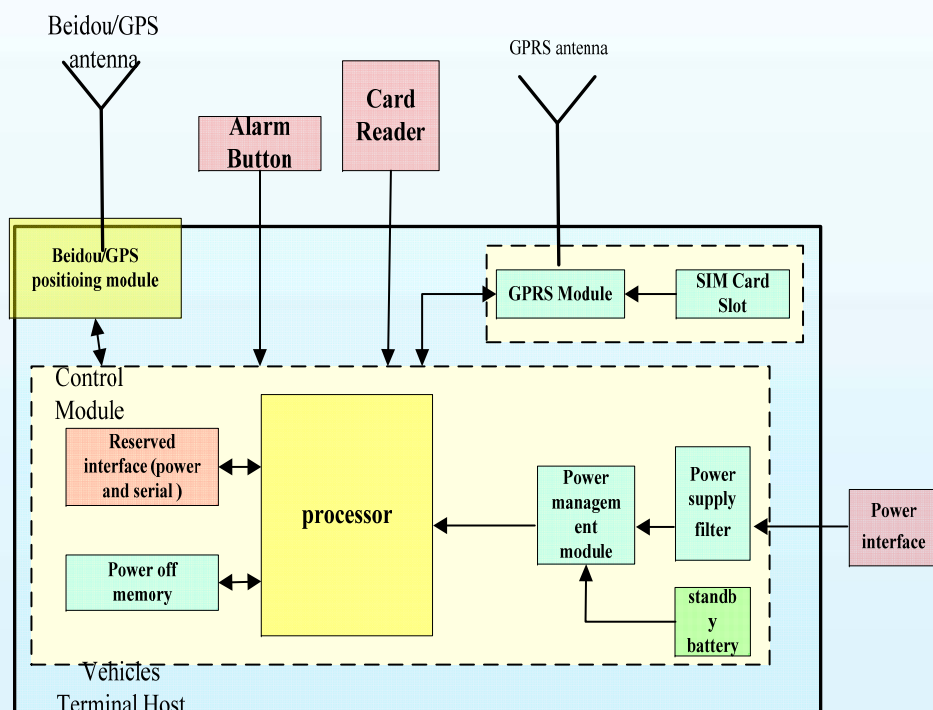 Beidou/GPS
antenna
GPRS antenna
Card
Reader
Alarm
Button
Beidou/GPS
positioing module
GPRS Module
SIM Card
Slot
Control
Module
Reserved
interface (power
and serial )
processor
Power
managem
ent
module
Power
supply
filter
Power
interface
Power off
memory
standb
y
battery
Vehicles
Terminal Host